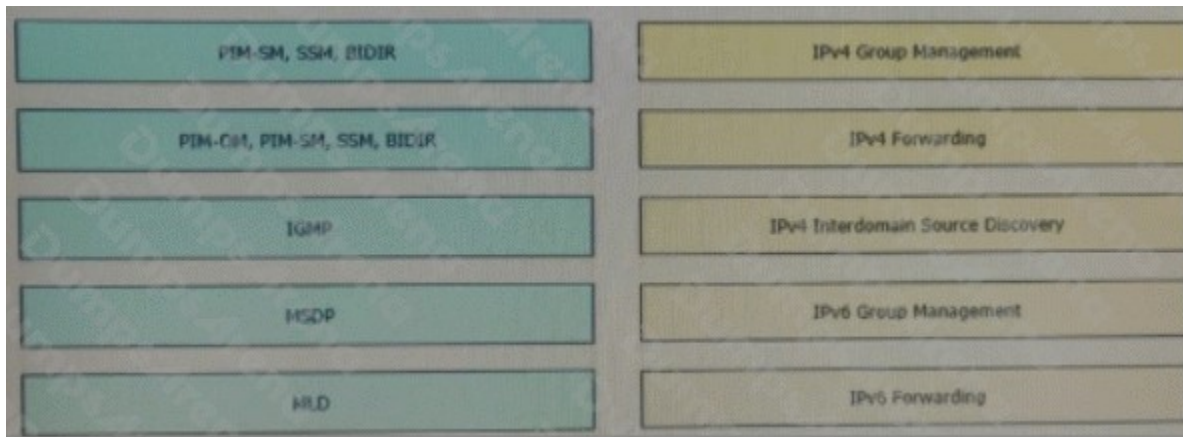 PIM-SM, SSM, BIDIR
IPv4 Group Management
PIM-DM, PIM-SM, SSM, BIDIR
IPv4 Forwarding
IGMP
IPv4 Interdomain Source Discovery
MSDP
IPv6 Group Management
MLD
IPv6 Forwarding